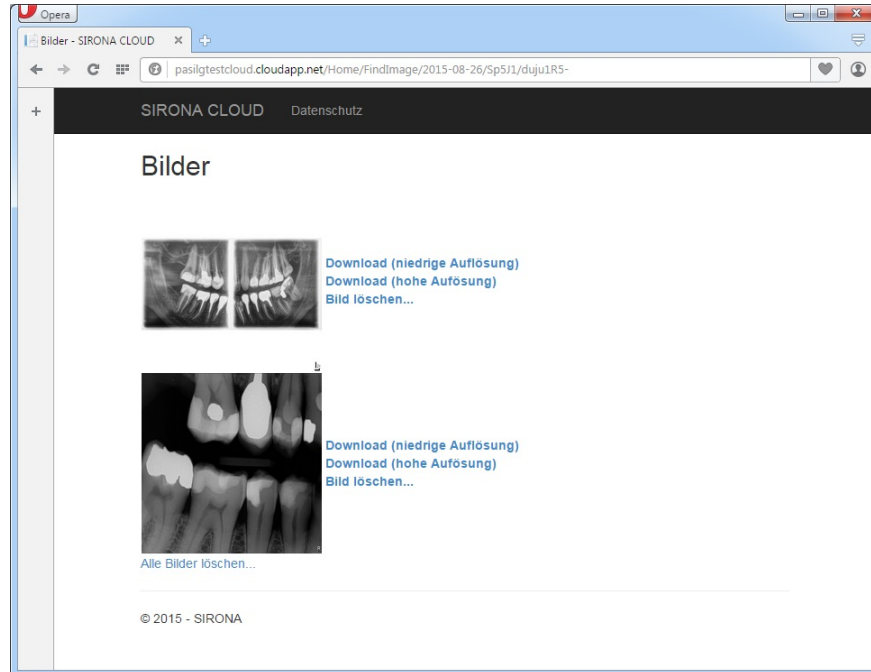 Opera
Bilder - SIRONA CLOUD
pasilgtestcloud.cloudapp.net/Home/FindImage/2015-08-26/Sp5J1/duju1R5-
SIRONA CLOUD Datenschutz
Bilder
Download (niedrige Auflösung)
Download (hohe Aufösung)
Bild löschen...
Download (niedrige Auflösung)
Download (hohe Aufösung)
Bild löschen...
Alle Bilder löschen...
© 2015 - SIRONA